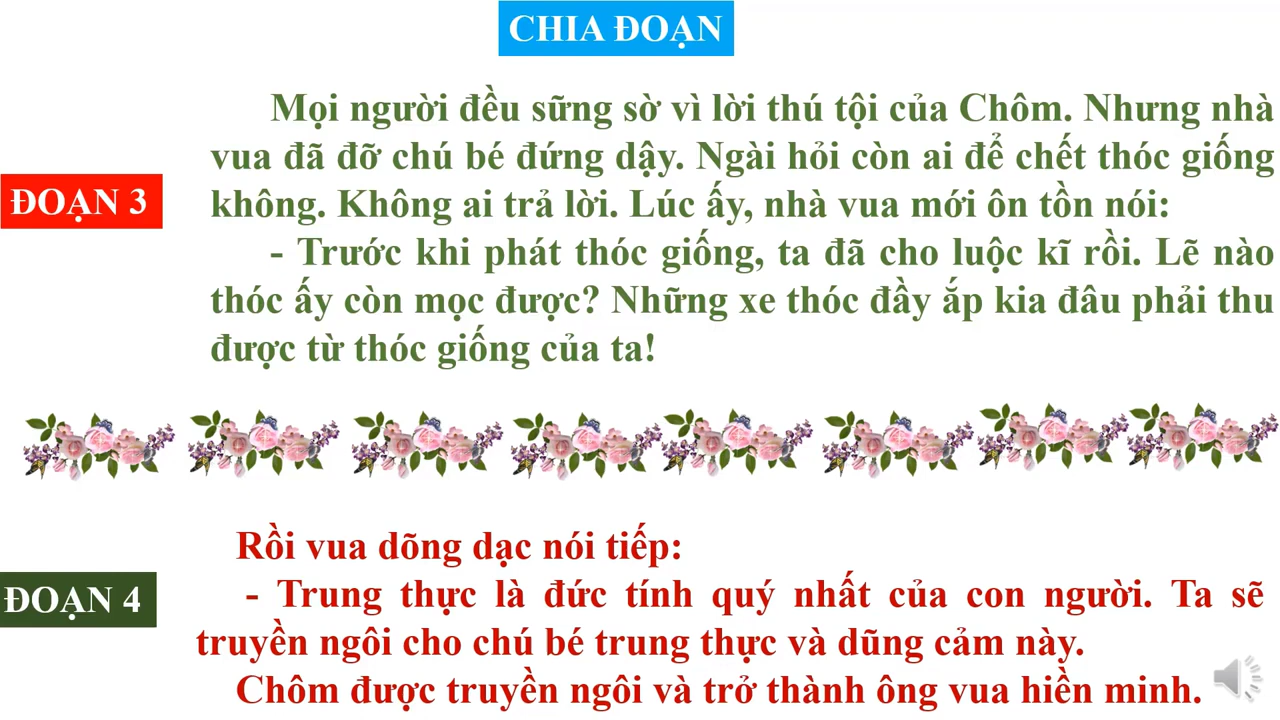 CHIA ĐOẠN
Mọi người đều sững sờ vì lời thú tội của Chôm. Nhưng nhà
vua đã đỡ chú bé đứng dậy. Ngài hỏi còn ai để chết thóc giống
ĐOẠN 3
không. Không ai trả lời. Lúc ấy, nhà vua mới ôn tồn nói:
- Trước khi phát thóc giống, ta đã cho luộc kĩ rồi. Lẽ nào
thóc ấy còn mọc được? Những xe thóc đầy ắp kia đâu phải thu
được từ thóc giống của ta!
Rồi vua dõng dạc nói tiếp:
ĐOẠN 4
- Trung thực là đức tính quý nhất của con người. Ta sẽ
truyền ngôi cho chú bé trung thực và dũng cảm này.
Chôm được truyền ngôi và trở thành ông vua hiền minh.